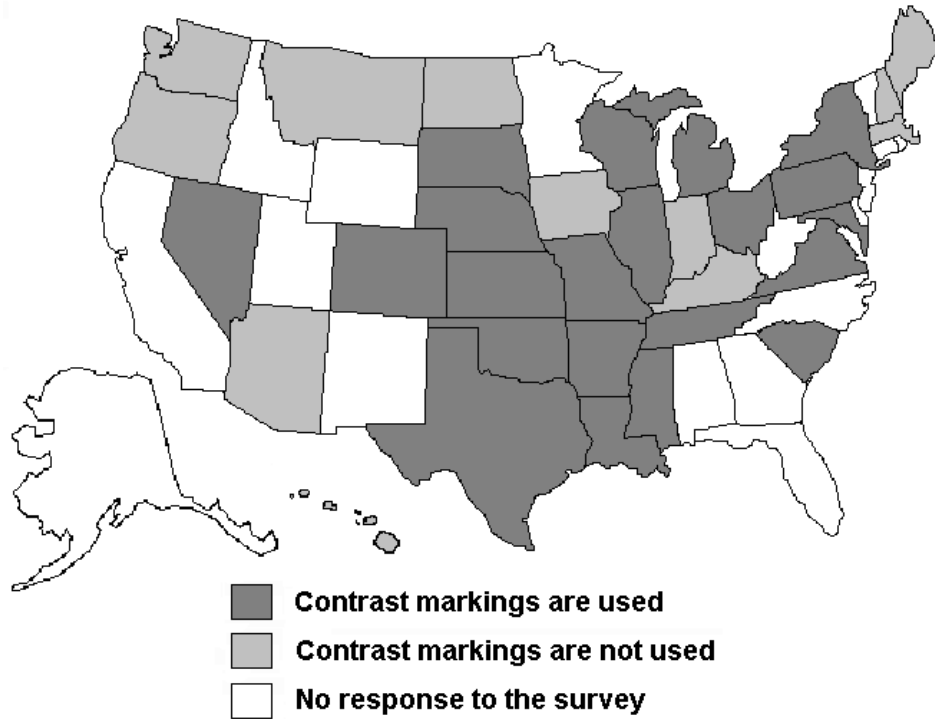 Contrast markings are used
Contrast markings are not used
No response to the survey